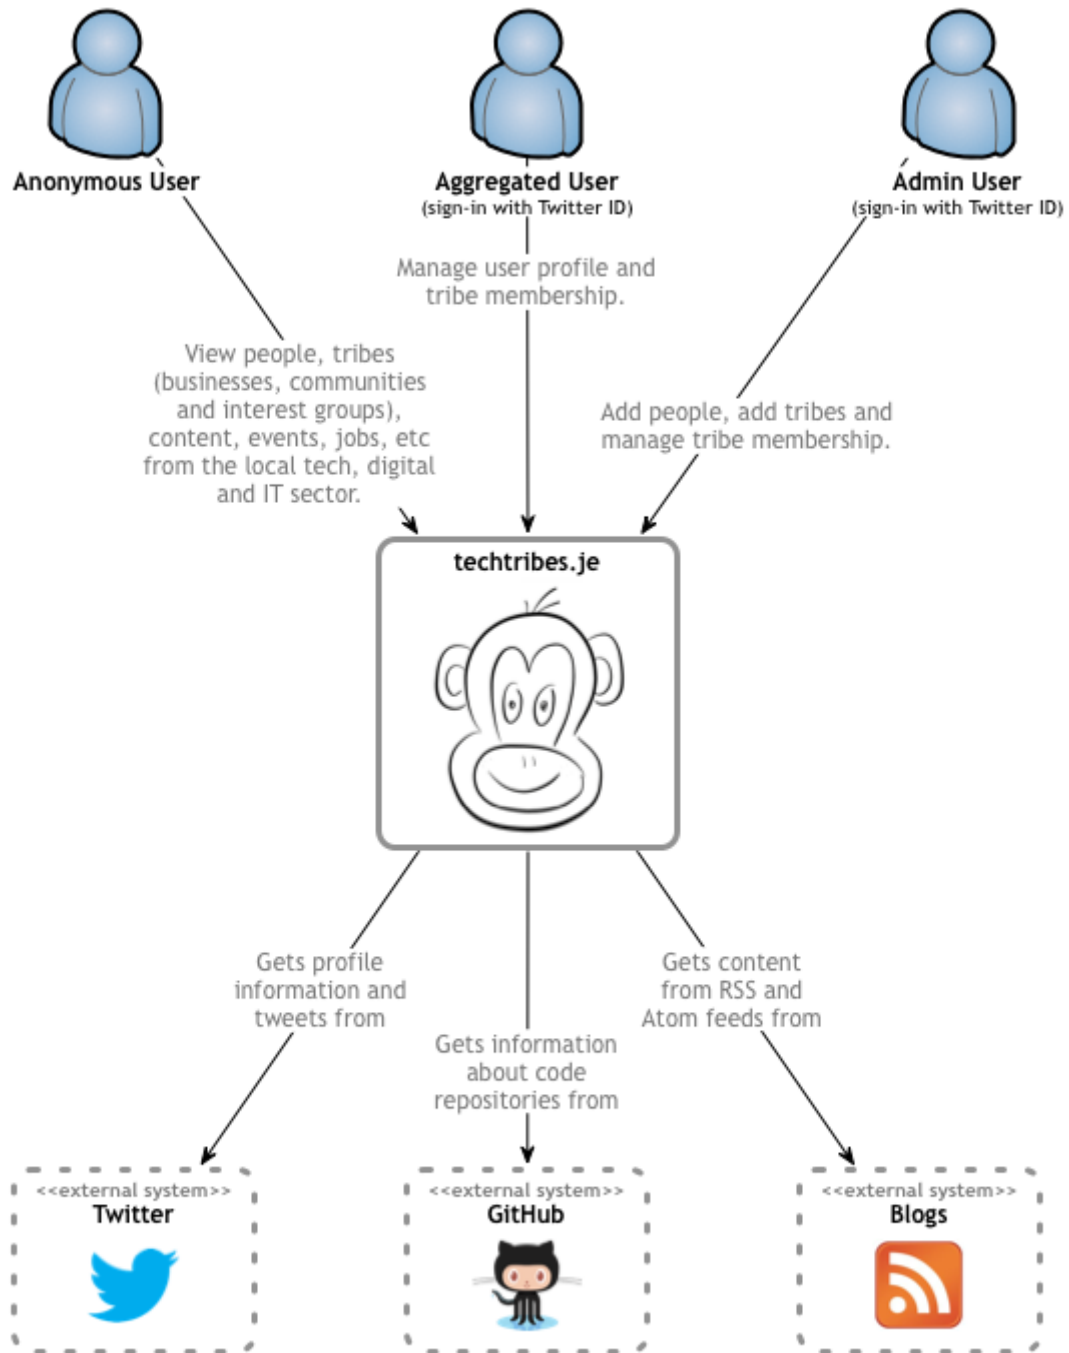 Anonymous User
Aggregated User
(sign-in with Twitter ID)
Admin User
(sign-in with Twitter ID)
Manage user profile and
tribe membership.
View people, tribes
(businesses, communities
and interest groups),
content, events, jobs, etc
from the local tech, digital
and IT sector.
Add people, add tribes and
manage tribe membership.
techtribes.je
Gets profile
information and
tweets from
Gets information
about code
repositories from
Gets content
from RSS and
Atom feeds from
<<external system>>
Twitter
<<external system>>
GitHub
<<external system>>
Blogs